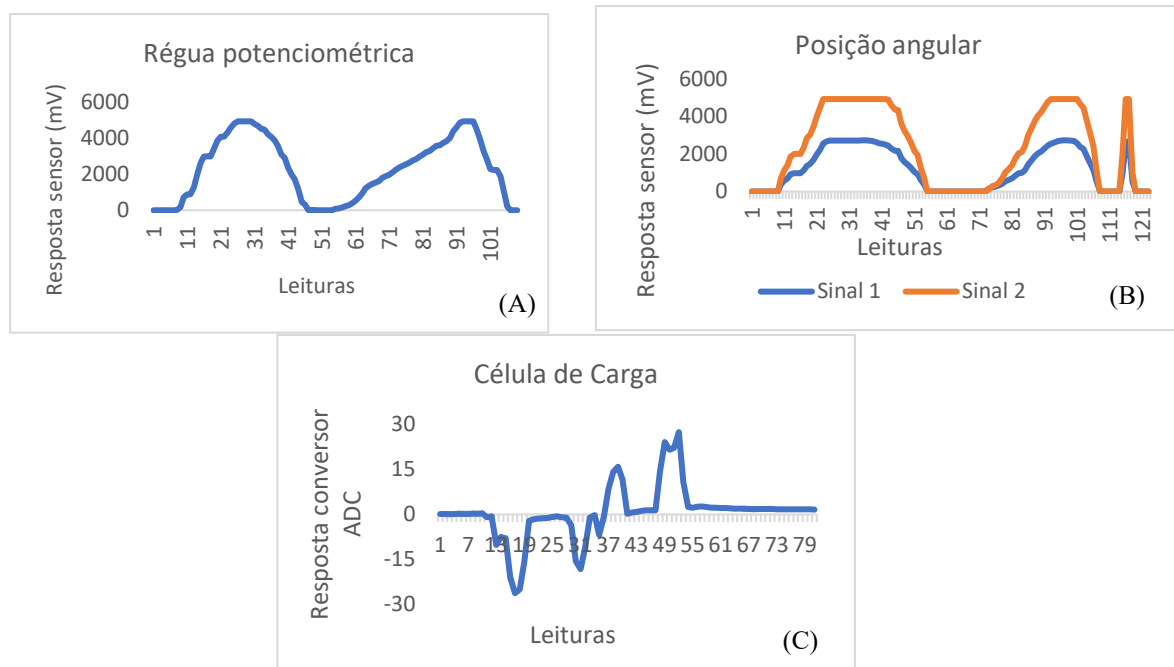 Régua potenciométrica
Resposta sensor (mV)
6000
4000
2000
0
1
11
21
31
41
51
61
71
81
91
101
Leituras
(A)
Posição angular
Resposta sensor (mV)
6000
4000
2000
0
1
11
21
31
41
51
61
71
81
91
101
111
121
Leituras
Sinal 1 Sinal 2
(B)
Célula de Carga
Resposta conversor
ADC
30
15
0
-15
-30
1 7 13 19 25 31 37 43 49 55 61 67 73 79
Leituras
(C)